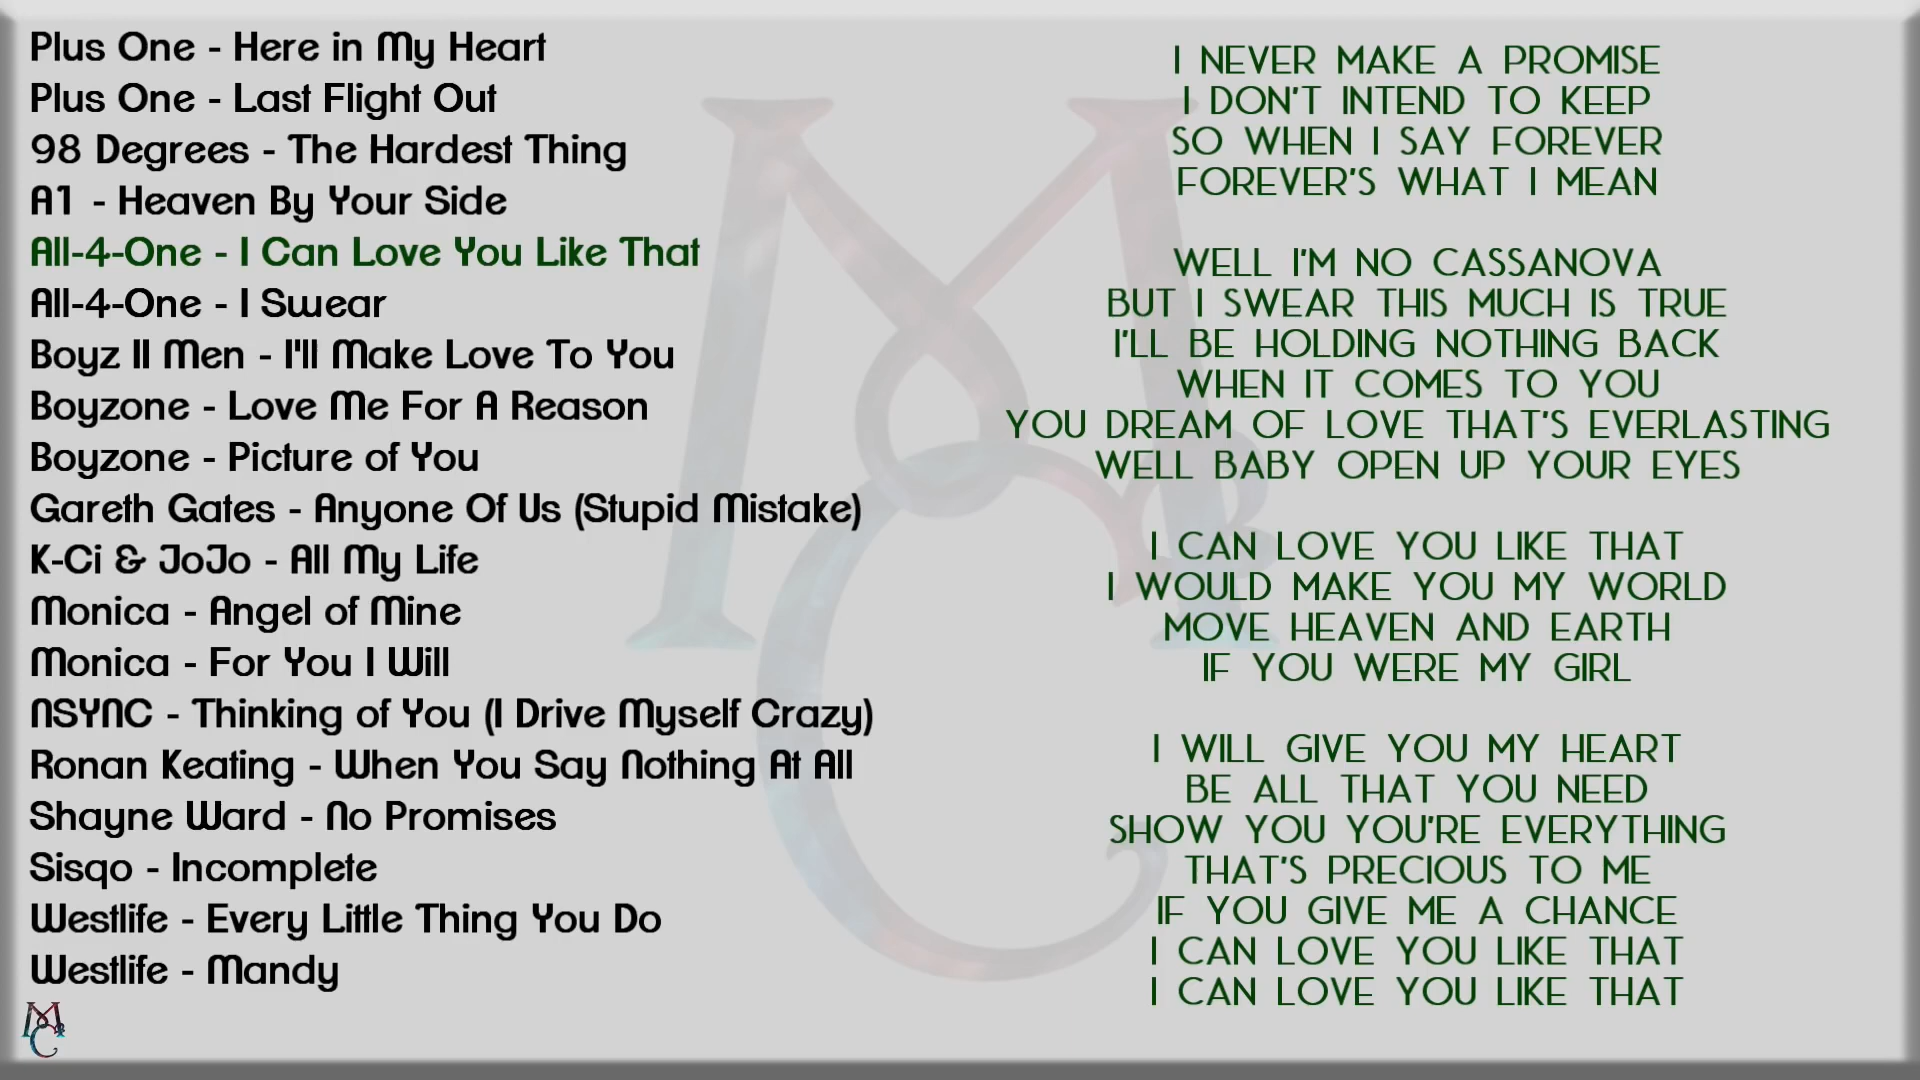 Plus One - Here in My Heart
Plus One - Last Flight Out
98 Degrees - The Hardest Thing
A1 - Heaven By Your Side
All-4-One - I Can Love You Like That
All-4-One - I Swear
Boyz II Men - I'll Make Love To You
Boyzone - Love Me For A Reason
Boyzone - Picture of You
Gareth Gates - Anyone Of Us (Stupid Mistake)
K-Ci & JoJo - All My Life
Monica - Angel of Mine
Monica - For You I Will
NSYNC - Thinking of You (I Drive Myself Crazy)
Ronan Keating - When You Say Nothing At All
Shayne Ward - No Promises
Sisqo - Incomplete
Westlife - Every Little Thing You Do
Westlife - Mandy
I NEVER MAKE A PROMISE
I DON'T INTEND TO KEEP
SO WHEN I SAY FOREVER
FOREVER'S WHAT I MEAN
WELL I'M NO CASSANOVA
BUT I SWEAR THIS MUCH IS TRUE
I'LL BE HOLDING NOTHING BACK
WHEN IT COMES TO YOU
YOU DREAM OF LOVE THAT'S EVERLASTING
WELL BABY OPEN UP YOUR EYES
I CAN LOVE YOU LIKE THAT
I WOULD MAKE YOU MY WORLD
MOVE HEAVEN AND EARTH
IF YOU WERE MY GIRL
I WILL GIVE YOU MY HEART
BE ALL THAT YOU NEED
SHOW YOU YOU'RE EVERYTHING
THAT'S PRECIOUS TO ME
IF YOU GIVE ME A CHANCE
I CAN LOVE YOU LIKE THAT
I CAN LOVE YOU LIKE THAT